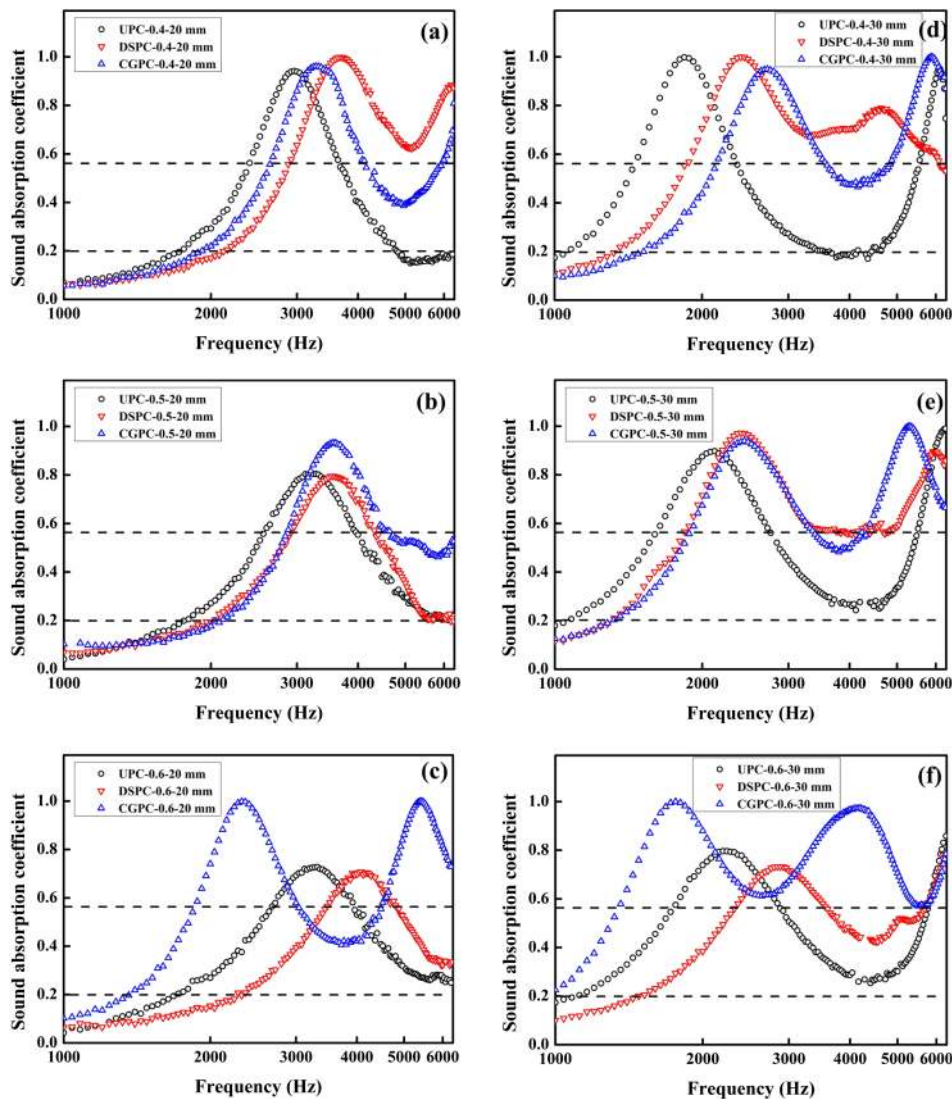 UPC-0.4-20 mm
DSPC-0.4-20 mm
CGPC-0.4-20 mm
(a)
Sound absorption coefficient
1.0
0.8
0.6
0.4
0.2
0.0
1000 2000 3000 4000 5000 6000
Frequency (Hz)
UPC-0.4-30 mm
DSPC-0.4-30 mm
CGPC-0.4-30 mm
(d)
Sound absorption coefficient
1.0
0.8
0.6
0.4
0.2
0.0
1000 2000 3000 4000 5000 6000
Frequency (Hz)
UPC-0.5-20 mm
DSPC-0.5-20 mm
CGPC-0.5-20 mm
(b)
Sound absorption coefficient
1.0
0.8
0.6
0.4
0.2
0.0
1000 2000 3000 4000 5000 6000
Frequency (Hz)
UPC-0.5-30 mm
DSPC-0.5-30 mm
CGPC-0.5-30 mm
(e)
Sound absorption coefficient
1.0
0.8
0.6
0.4
0.2
0.0
1000 2000 3000 4000 5000 6000
Frequency (Hz)
UPC-0.6-20 mm
DSPC-0.6-20 mm
CGPC-0.6-20 mm
(c)
Sound absorption coefficient
1.0
0.8
0.6
0.4
0.2
0.0
1000 2000 3000 4000 5000 6000
Frequency (Hz)
UPC-0.6-30 mm
DSPC-0.6-30 mm
CGPC-0.6-30 mm
(f)
Sound absorption coefficient
1.0
0.8
0.6
0.4
0.2
0.0
1000 2000 3000 4000 5000 6000
Frequency (Hz)